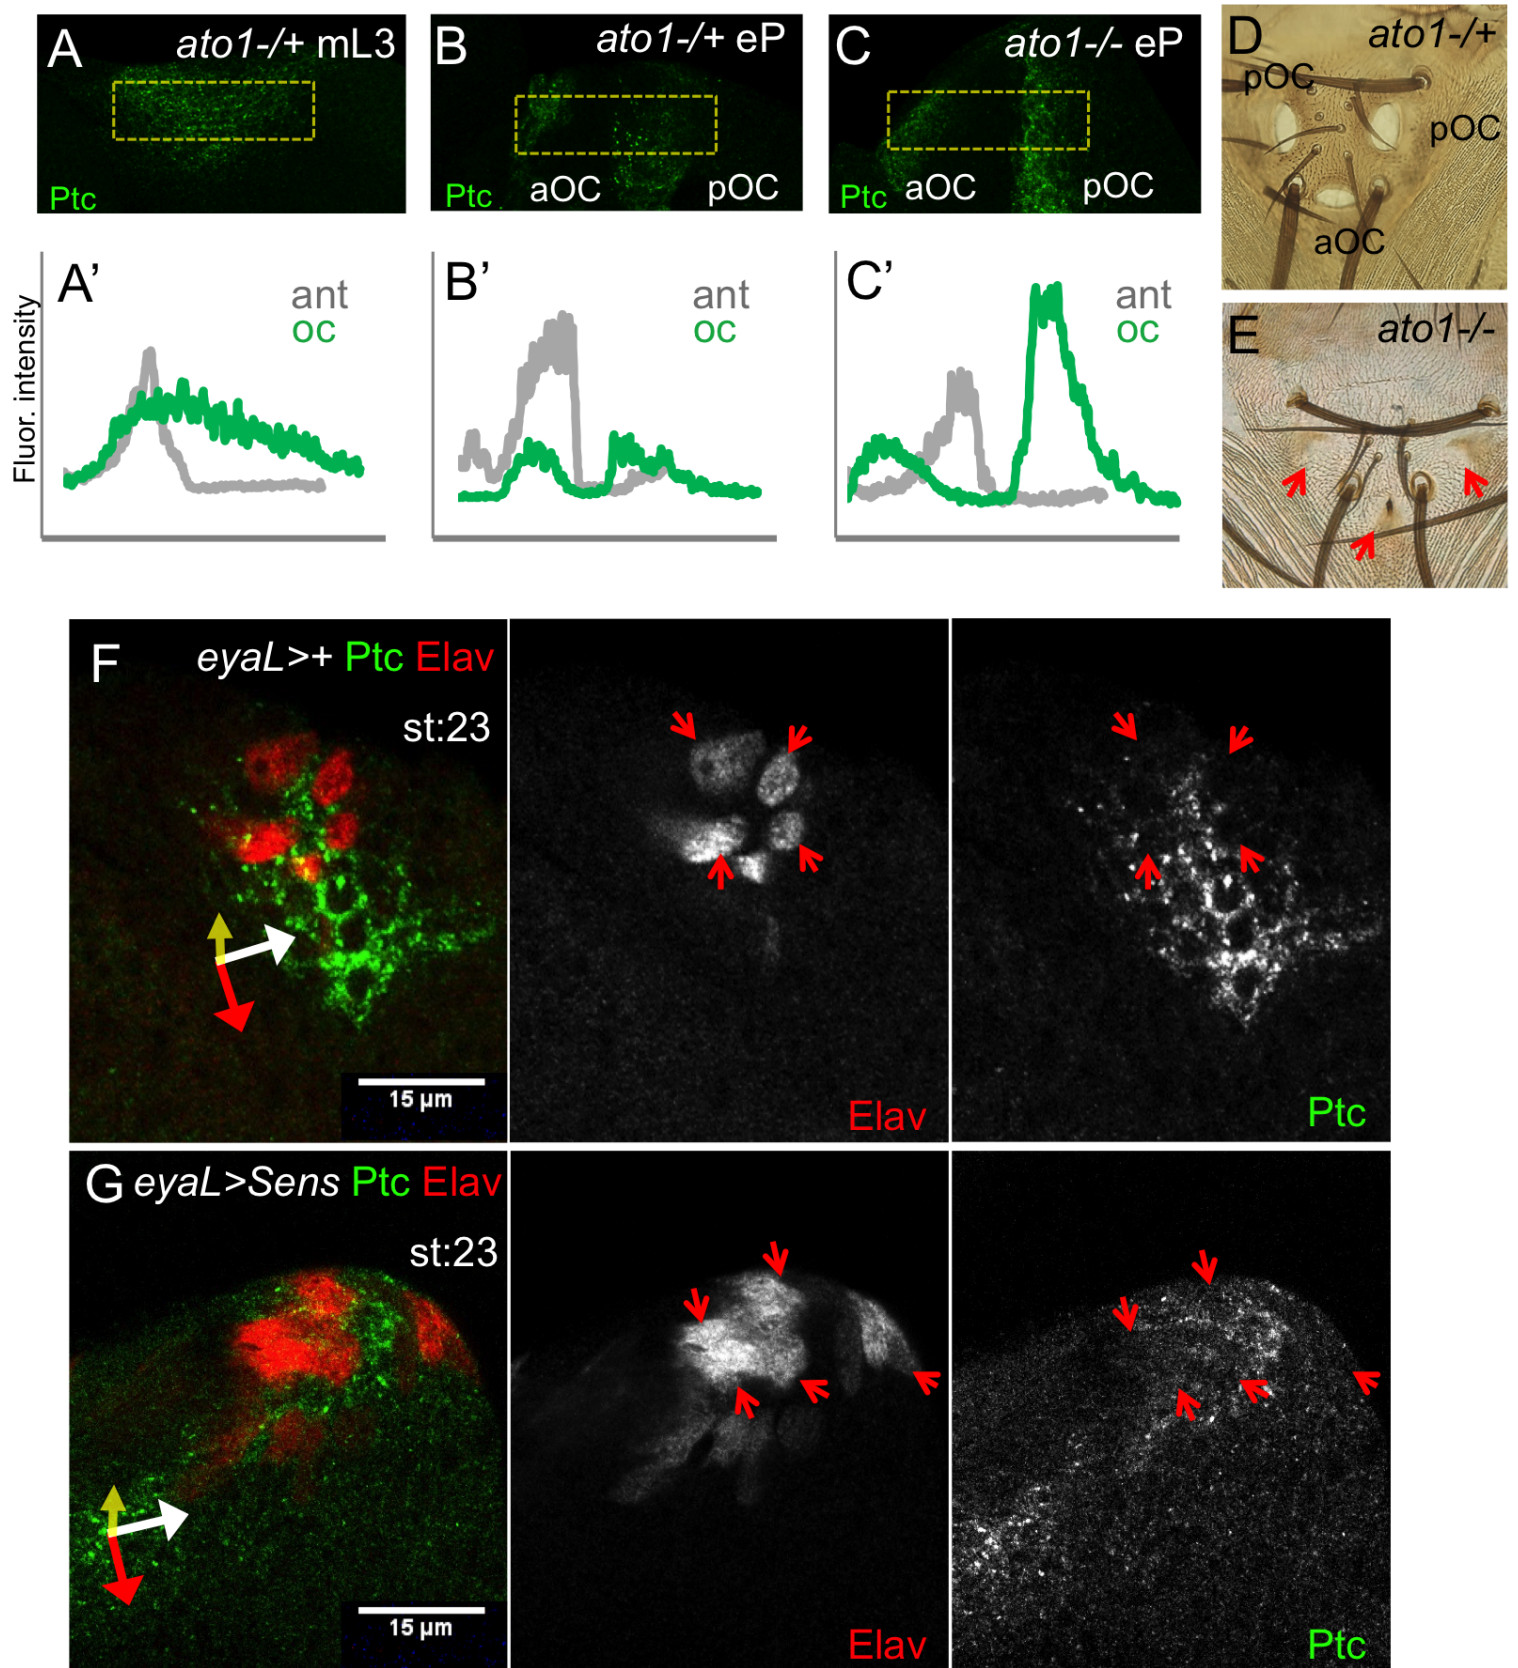 A
ato1-/+ mL3
Ptc
B
ato1-/+ eP
Ptc
aOC
pOC
C
ato1-/- eP
Ptc
aOC
pOC
D
ato1-/+
pOC
pOC
aOC
Fluor. intensity
A'
ant
oc
B'
ant
oc
C'
ant
oc
E
ato1-/-
F
eyaL>+ Ptc Elav
st:23
15 µm
Elav
Ptc
G
eyaL>Sens Ptc Elav
st:23
15 µm
Elav
Ptc